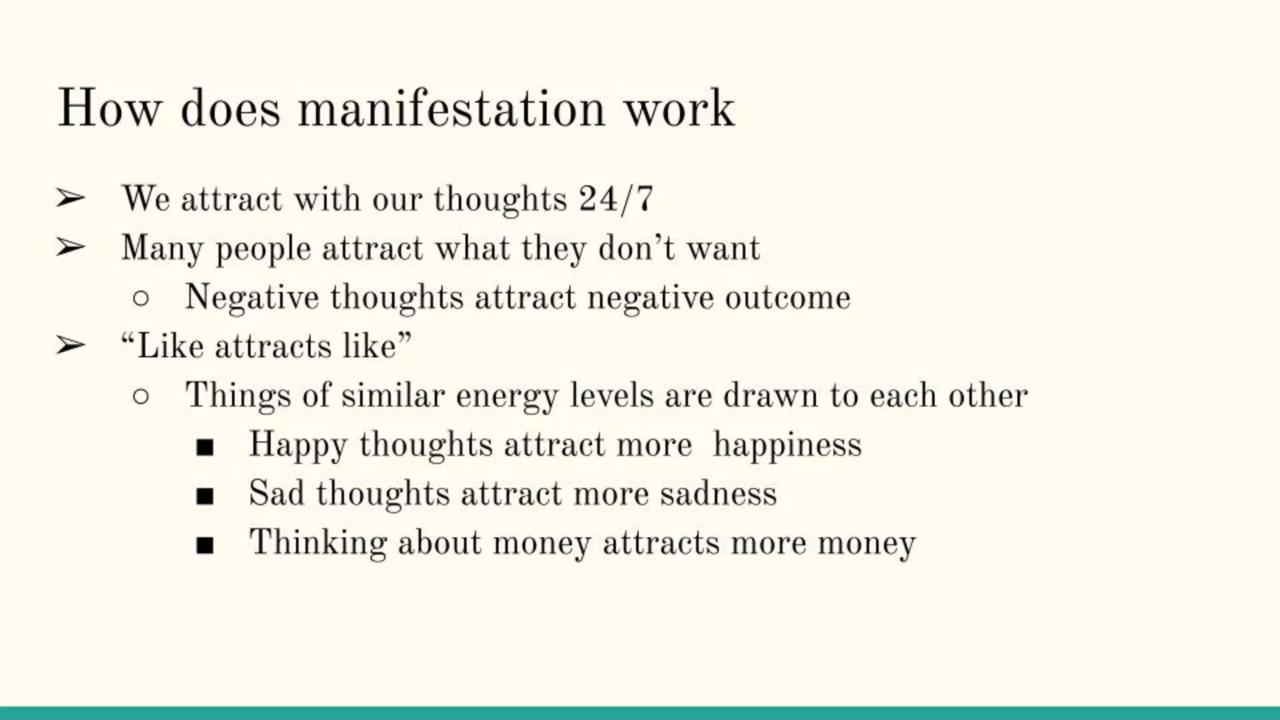 How does manifestation work
➢ We attract with our thoughts 24/7
➢ Many people attract what they don’t want
○ Negative thoughts attract negative outcome
➢ “Like attracts like”
○ Things of similar energy levels are drawn to each other
■ Happy thoughts attract more  happiness
■ Sad thoughts attract more sadness
■ Thinking about money attracts more money